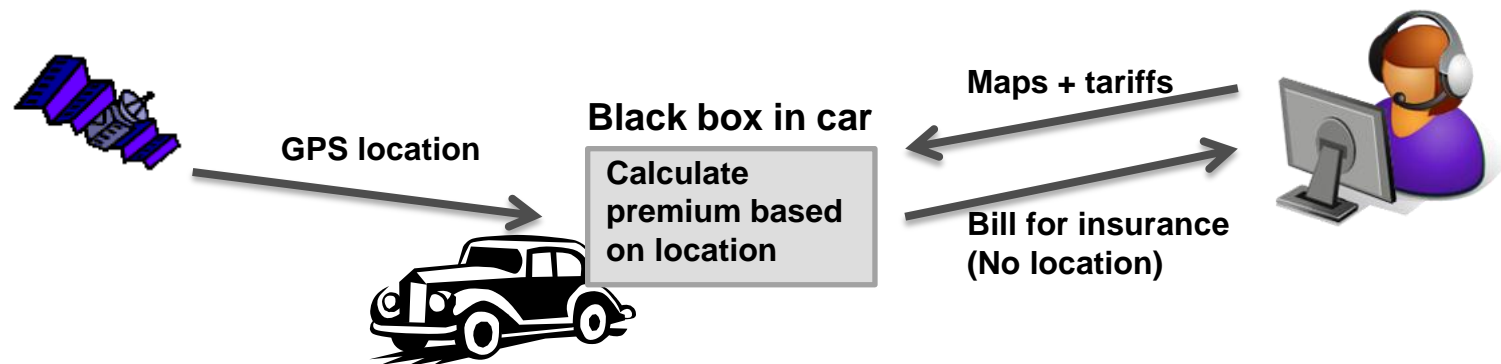 GPS location
Black box in car
Calculate
premium based
on location
Maps + tariffs
Bill for insurance
(No location)